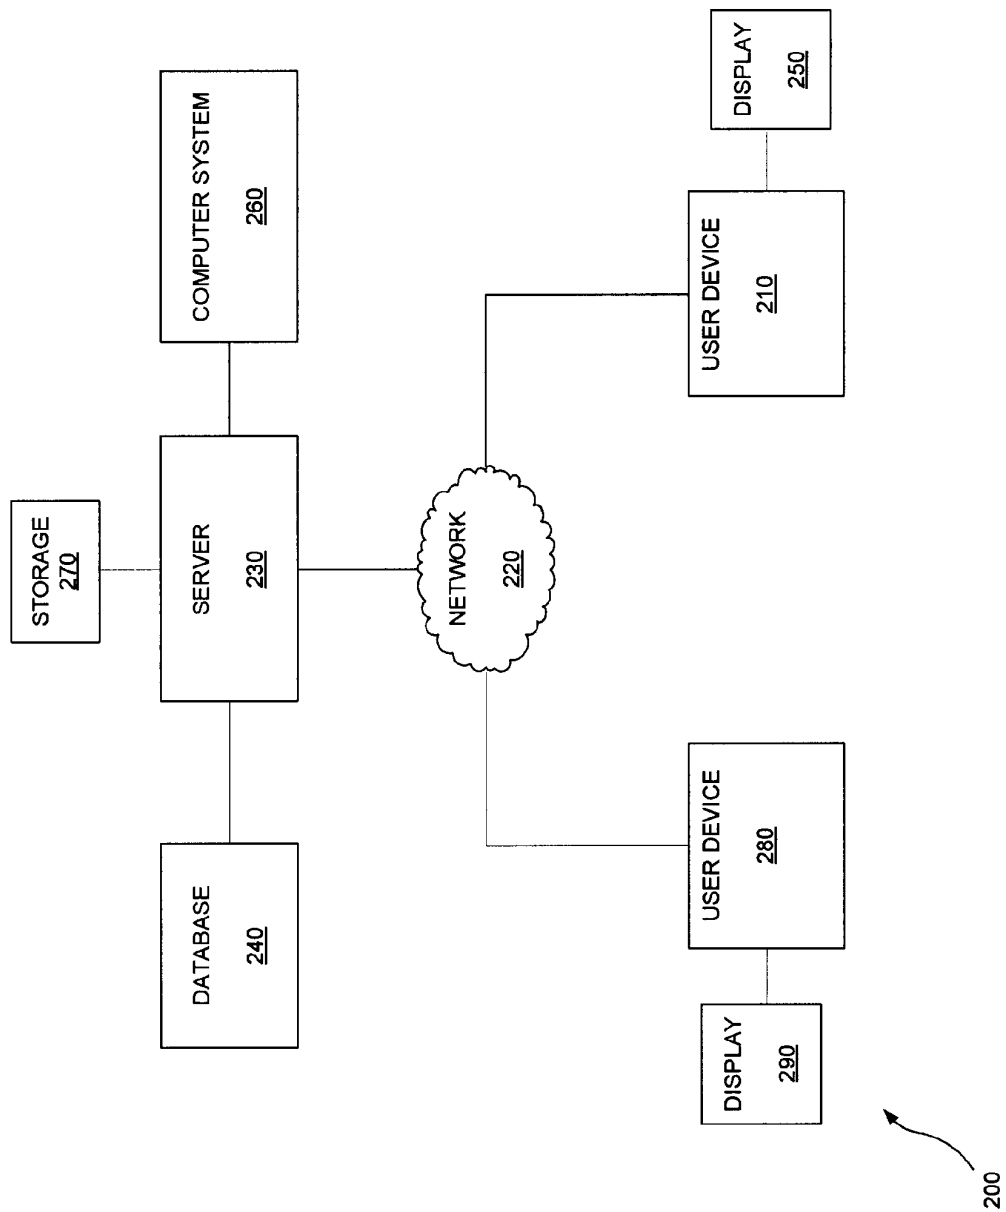 STORAGE
270
DATABASE
240
SERVER
230
COMPUTER SYSTEM
260
NETWORK
220
DISPLAY
290
USER DEVICE
280
USER DEVICE
210
DISPLAY
250
200